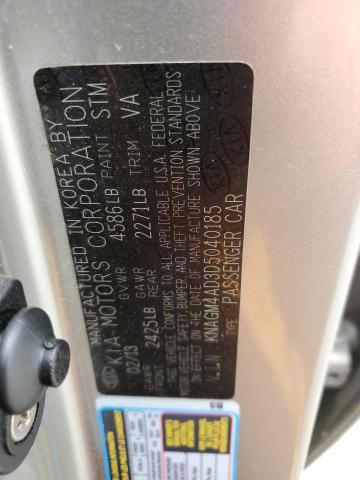 MANUFACTURED IN KOREA BY
KIA MOTORS CORPORATION
02/13 4586LB PAINT STM
GVWR
2425LB 2271LB TRIM VA
GAWR GAWR
FRONT REAR
THIS VEHICLE CONFORMS TO ALL APPLICABLE U.S.A. FEDERAL
MOTOR VEHICLE SAFETY, BUMPER AND THEFT PREVENTION STANDARDS
IN EFFECT ON THE DATE OF MANUFACTURE SHOWN ABOVE
V.I.N KNAGM4AD3D5040185
TYPE PASSENGER CAR